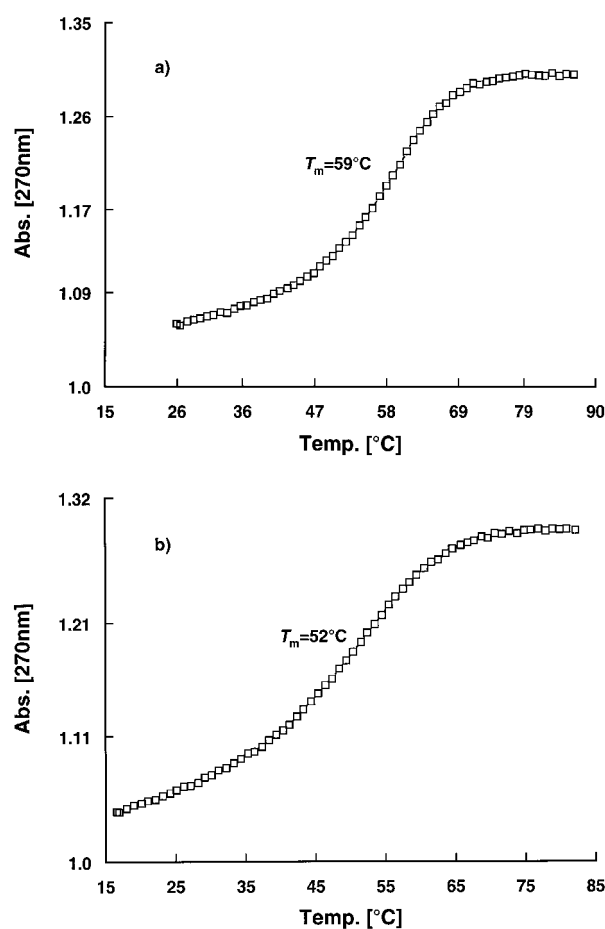 1.35
a)
1.26
Tm=59°C
1.17
Abs. [270nm]
1.09
1.0
15 26 36 47 58 69 79 90
Temp. [°C]
1.32
b)
1.21
Tm=52°C
Abs. [270nm]
1.11
1.0
15 25 35 45 55 65 75 85
Temp. [°C]